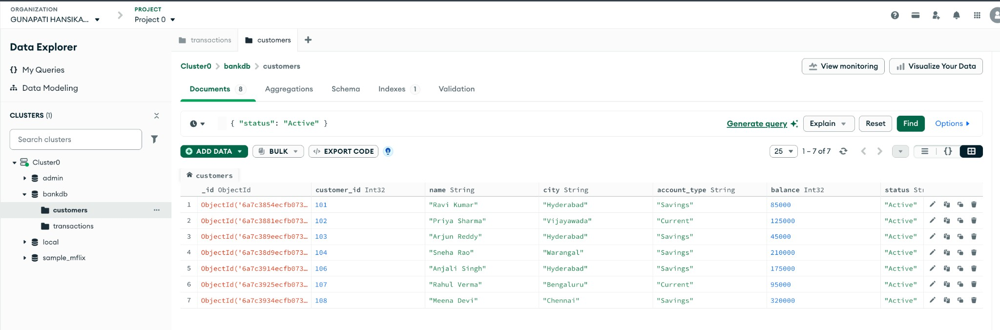 ORGANIZATION
GUNAPATI HANSIKA...
PROJECT
Project 0
Data Explorer
My Queries
Data Modeling
CLUSTERS (1)
Search clusters
Cluster0
admin
bankdb
customers
transactions
local
sample_mflix
transactions
customers
Cluster0 > bankdb > customers
View monitoring
Visualize Your Data
Documents 8
Aggregations
Schema
Indexes 1
Validation
{ "status": "Active" }
Generate query
Explain
Reset
Find
Options
ADD DATA
BULK
EXPORT CODE
25
1 – 7 of 7
customers
_id ObjectId customer_id Int32 name String city String account_type String balance Int32 status Str
1 ObjectId('6a7c3854ecfb073… 101 "Ravi Kumar" "Hyderabad" "Savings" 85000 "Active"
2 ObjectId('6a7c3881ecfb073… 102 "Priya Sharma" "Vijayawada" "Current" 125000 "Active"
3 ObjectId('6a7c389eecfb073… 103 "Arjun Reddy" "Hyderabad" "Savings" 45000 "Active"
4 ObjectId('6a7c38d9ecfb073… 104 "Sneha Rao" "Warangal" "Savings" 210000 "Active"
5 ObjectId('6a7c3914ecfb073… 106 "Anjali Singh" "Hyderabad" "Savings" 175000 "Active"
6 ObjectId('6a7c3925ecfb073… 107 "Rahul Verma" "Bengaluru" "Current" 95000 "Active"
7 ObjectId('6a7c3934ecfb073… 108 "Meena Devi" "Chennai" "Savings" 320000 "Active"